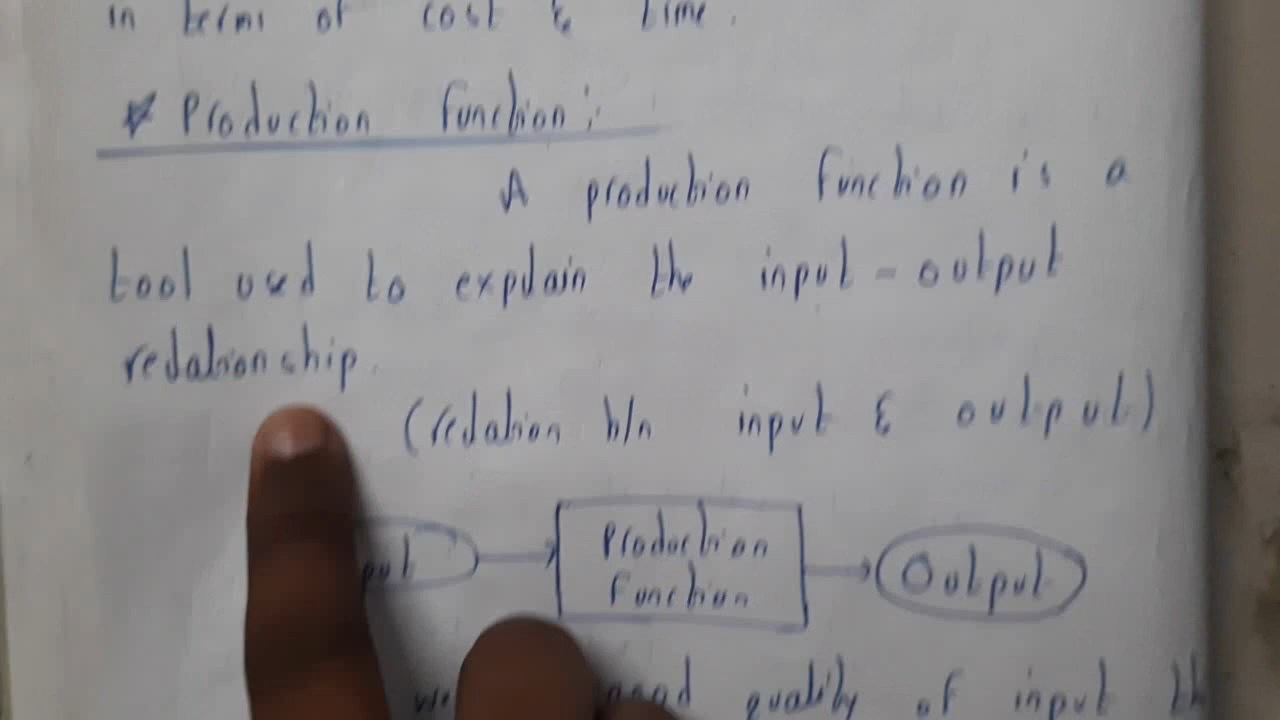 in terms of cost & time.
* Production function:
A production function is a
tool used to explain the input - output
relationship.
(relation b/n input & output)
put
Production
Function
Output
quality of input